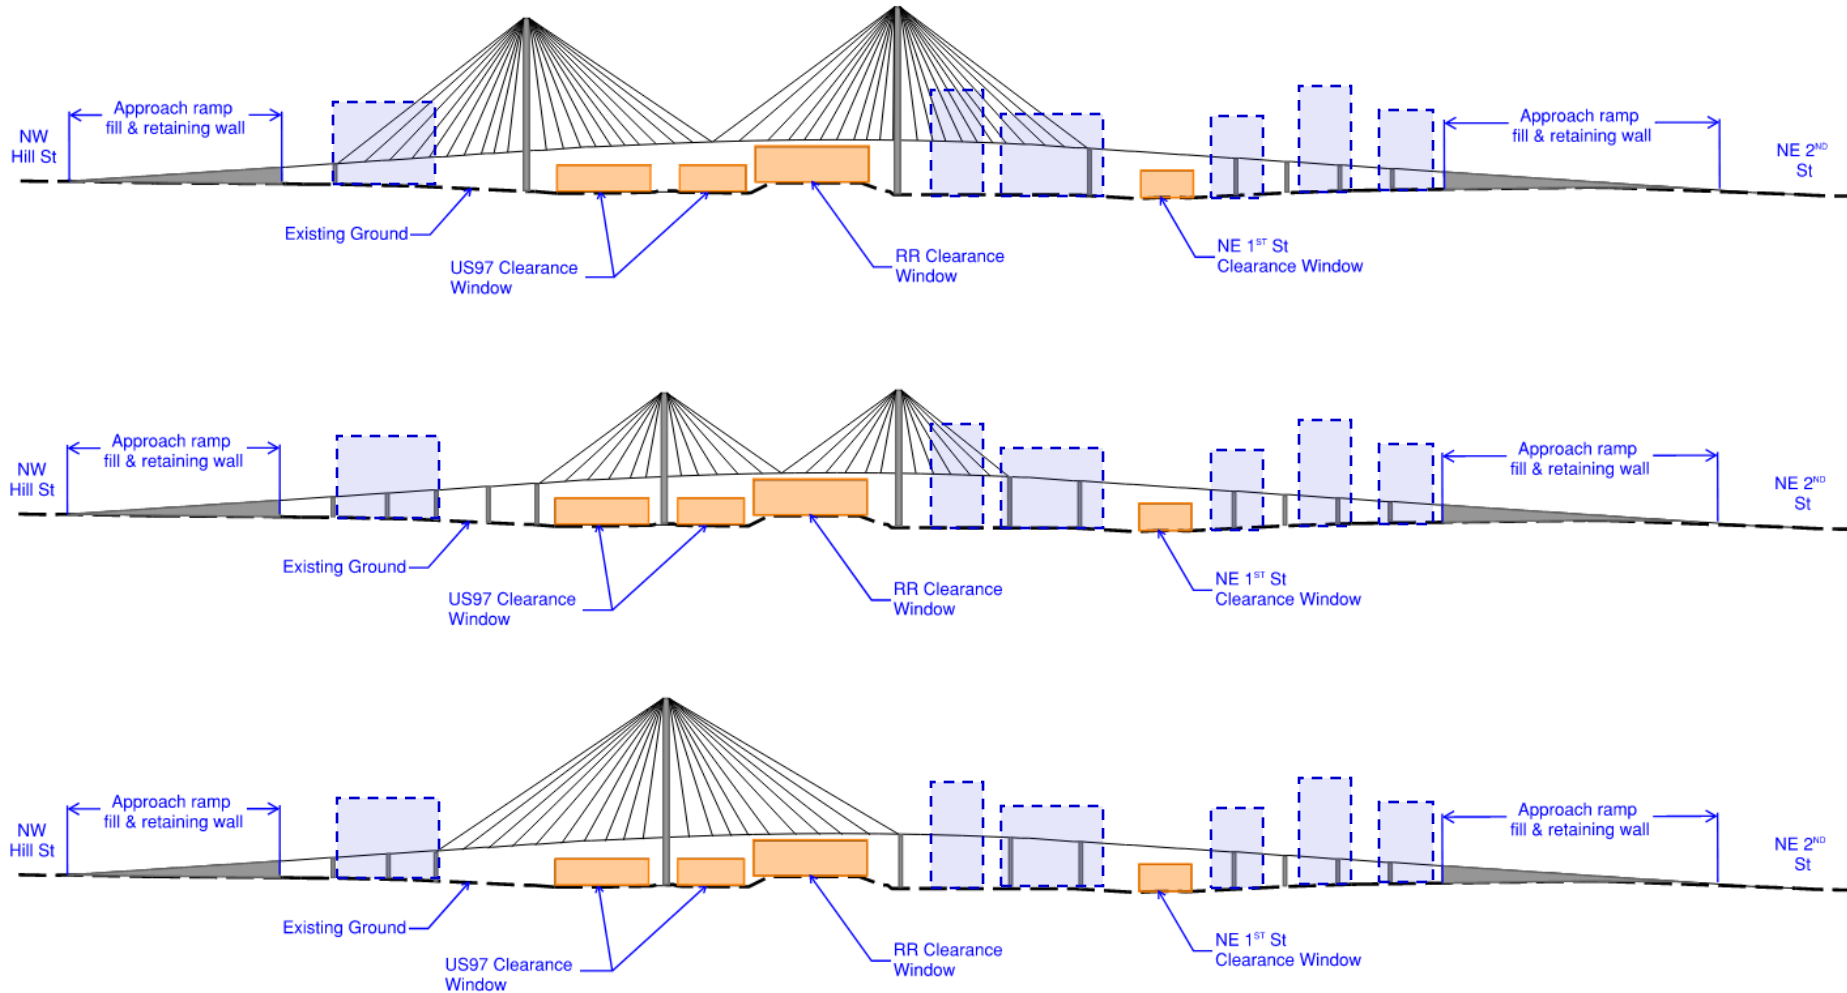 Approach ramp
fill & retaining wall
NW
Hill St
Approach ramp
fill & retaining wall
NE 2ND
St
Existing Ground
US97 Clearance
Window
RR Clearance
Window
NE 1ST St
Clearance Window
Approach ramp
fill & retaining wall
NW
Hill St
Approach ramp
fill & retaining wall
NE 2ND
St
Existing Ground
US97 Clearance
Window
RR Clearance
Window
NE 1ST St
Clearance Window
Approach ramp
fill & retaining wall
NW
Hill St
Approach ramp
fill & retaining wall
NE 2ND
St
Existing Ground
US97 Clearance
Window
RR Clearance
Window
NE 1ST St
Clearance Window